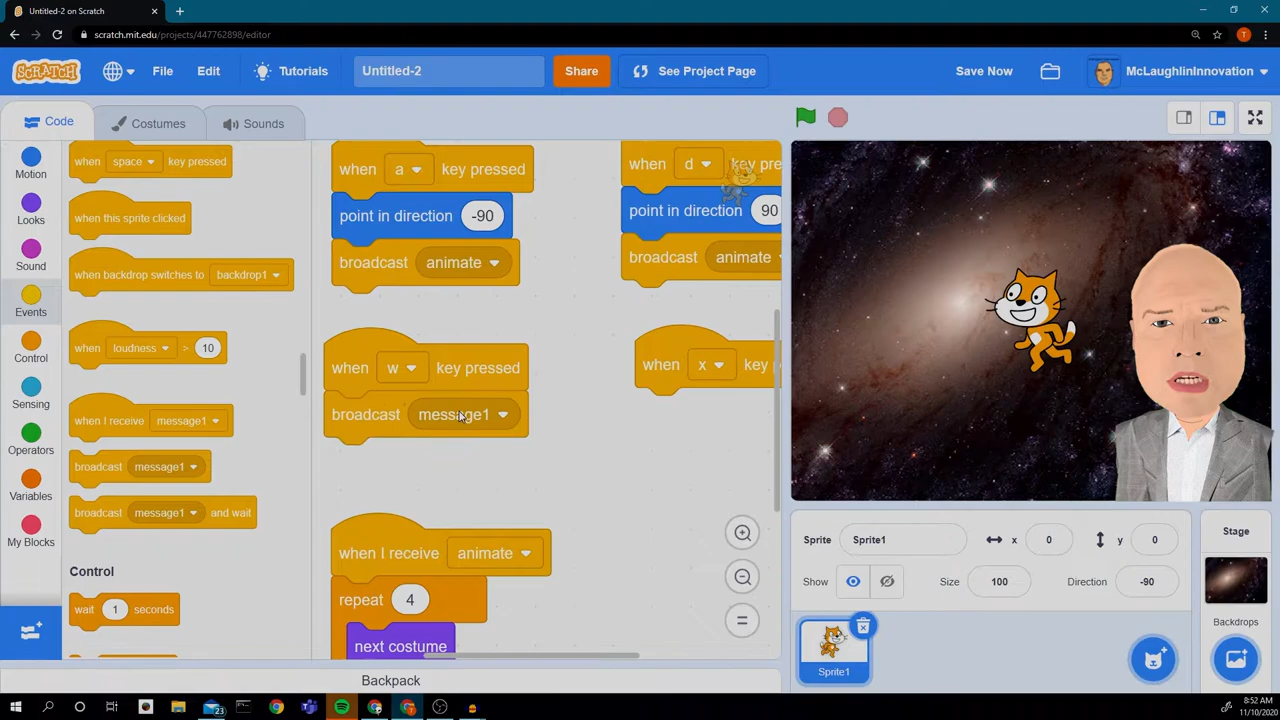 Untitled-2 on Scratch
scratch.mit.edu/projects/447762898/editor
T
SCRATCH File Edit Tutorials Untitled-2 Share See Project Page Save Now McLaughlinInnovation
Code Costumes Sounds
Motion
Looks
Sound
Events
Control
Sensing
Operators
Variables
My Blocks
when space key pressed
when this sprite clicked
when backdrop switches to backdrop1
when loudness > 10
when I receive message1
broadcast message1
broadcast message1 and wait
Control
wait 1 seconds
when a key pressed
point in direction -90
broadcast animate
when d key pre
point in direction 90
broadcast animate
when w key pressed
broadcast message1
when x key p
when I receive animate
repeat 4
next costume
Sprite Sprite1 x 0 y 0
Show Size 100 Direction -90
Sprite1
Stage
Backdrops
Backpack
23
8:52 AM
11/10/2020